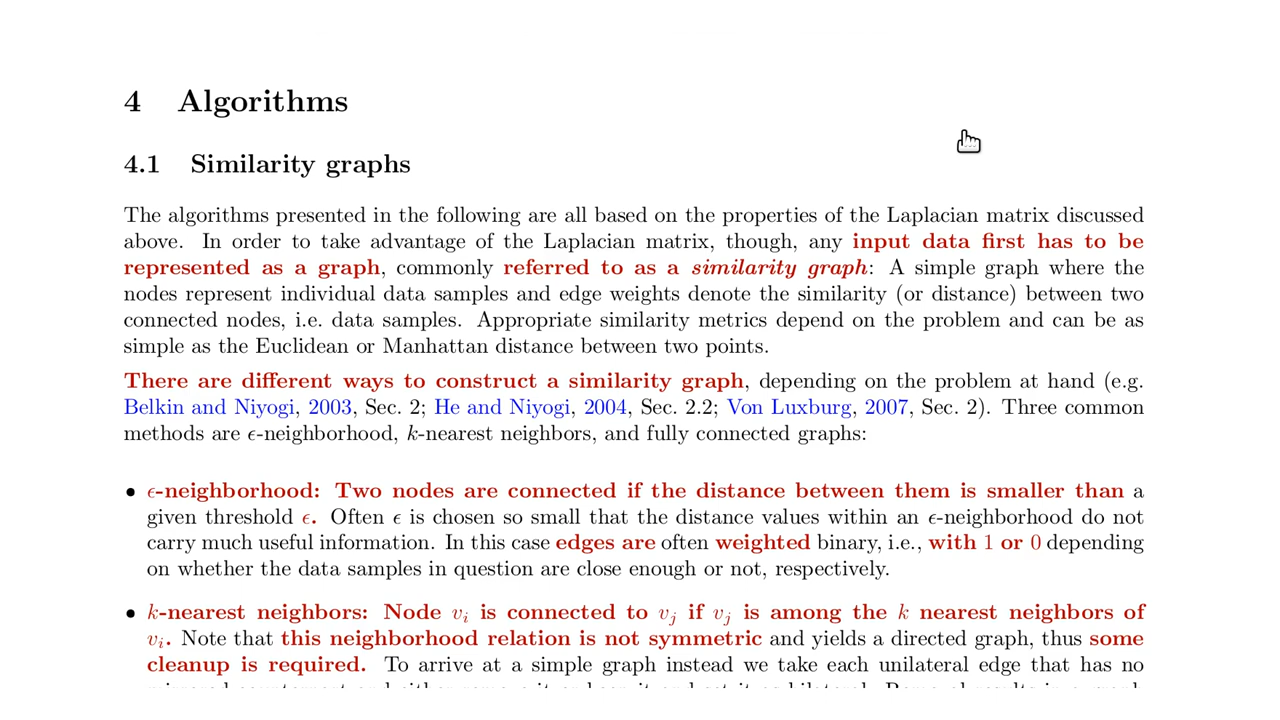 4 Algorithms
4.1 Similarity graphs
The algorithms presented in the following are all based on the properties of the Laplacian matrix discussed
above. In order to take advantage of the Laplacian matrix, though, any input data first has to be
represented as a graph, commonly referred to as a similarity graph: A simple graph where the
nodes represent individual data samples and edge weights denote the similarity (or distance) between two
connected nodes, i.e. data samples. Appropriate similarity metrics depend on the problem and can be as
simple as the Euclidean or Manhattan distance between two points.
There are different ways to construct a similarity graph, depending on the problem at hand (e.g.
Belkin and Niyogi, 2003, Sec. 2; He and Niyogi, 2004, Sec. 2.2; Von Luxburg, 2007, Sec. 2). Three common
methods are ϵ-neighborhood, k-nearest neighbors, and fully connected graphs:
• ϵ-neighborhood: Two nodes are connected if the distance between them is smaller than a
given threshold ϵ. Often ϵ is chosen so small that the distance values within an ϵ-neighborhood do not
carry much useful information. In this case edges are often weighted binary, i.e., with 1 or 0 depending
on whether the data samples in question are close enough or not, respectively.
• k-nearest neighbors: Node v_i is connected to v_j if v_j is among the k nearest neighbors of
v_i. Note that this neighborhood relation is not symmetric and yields a directed graph, thus some
cleanup is required. To arrive at a simple graph instead we take each unilateral edge that has no